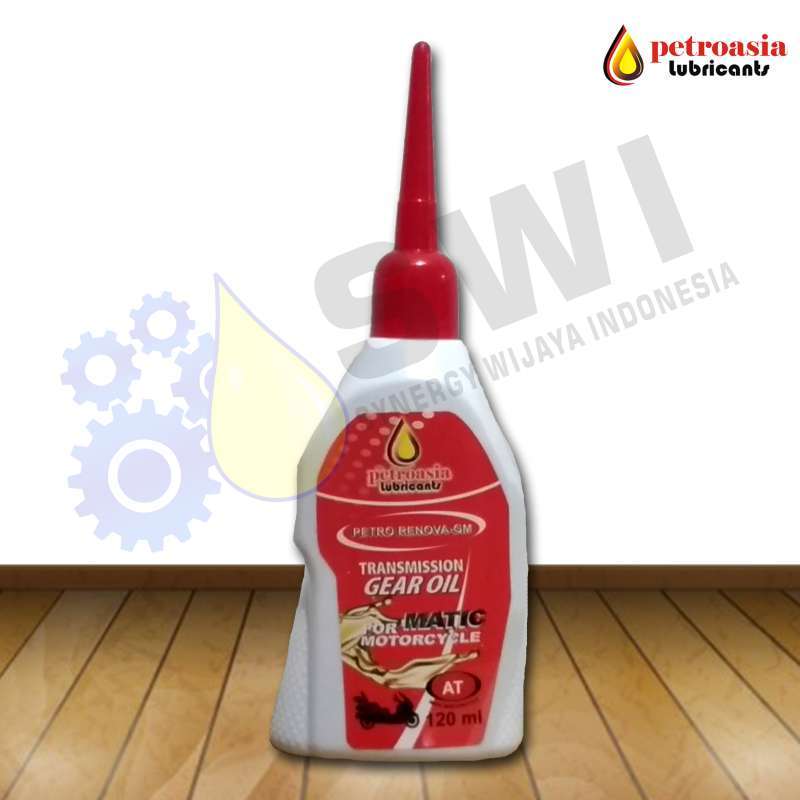 petroasia
Lubricants
SWI
SYNERGY WIJAYA INDONESIA
petroasia
Lubricants
PETRO RENOVA-GM
TRANSMISSION
GEAR OIL
FOR MATIC
MOTORCYCLE
AT
120 ml